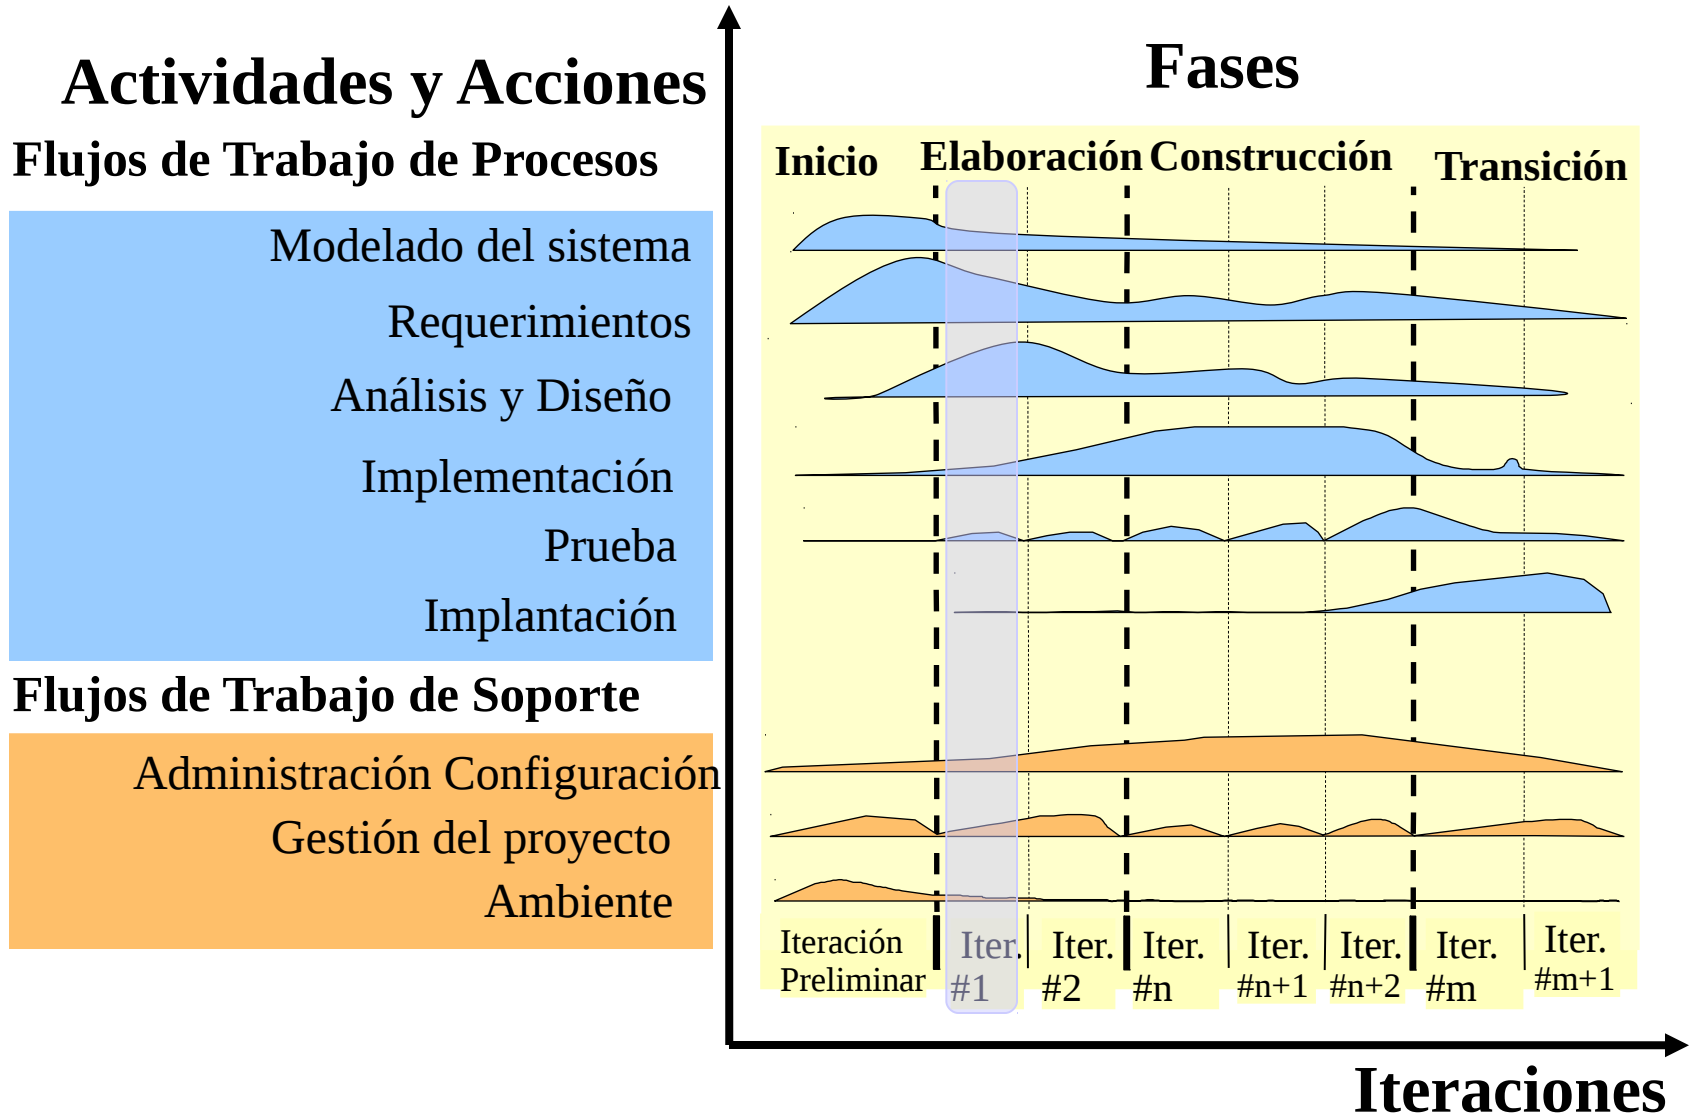 Actividades y Acciones
Flujos de Trabajo de Procesos
Modelado del sistema
Requerimientos
Análisis y Diseño
Implementación
Prueba
Implantación
Flujos de Trabajo de Soporte
Administración Configuración
Gestión del proyecto
Ambiente
Fases
Inicio
Elaboración
Construcción
Transición
Iteración
Preliminar
Iter.
#1
Iter.
#2
Iter.
#n
Iter.
#n+1
Iter.
#n+2
Iter.
#m
Iter.
#m+1
Iteraciones